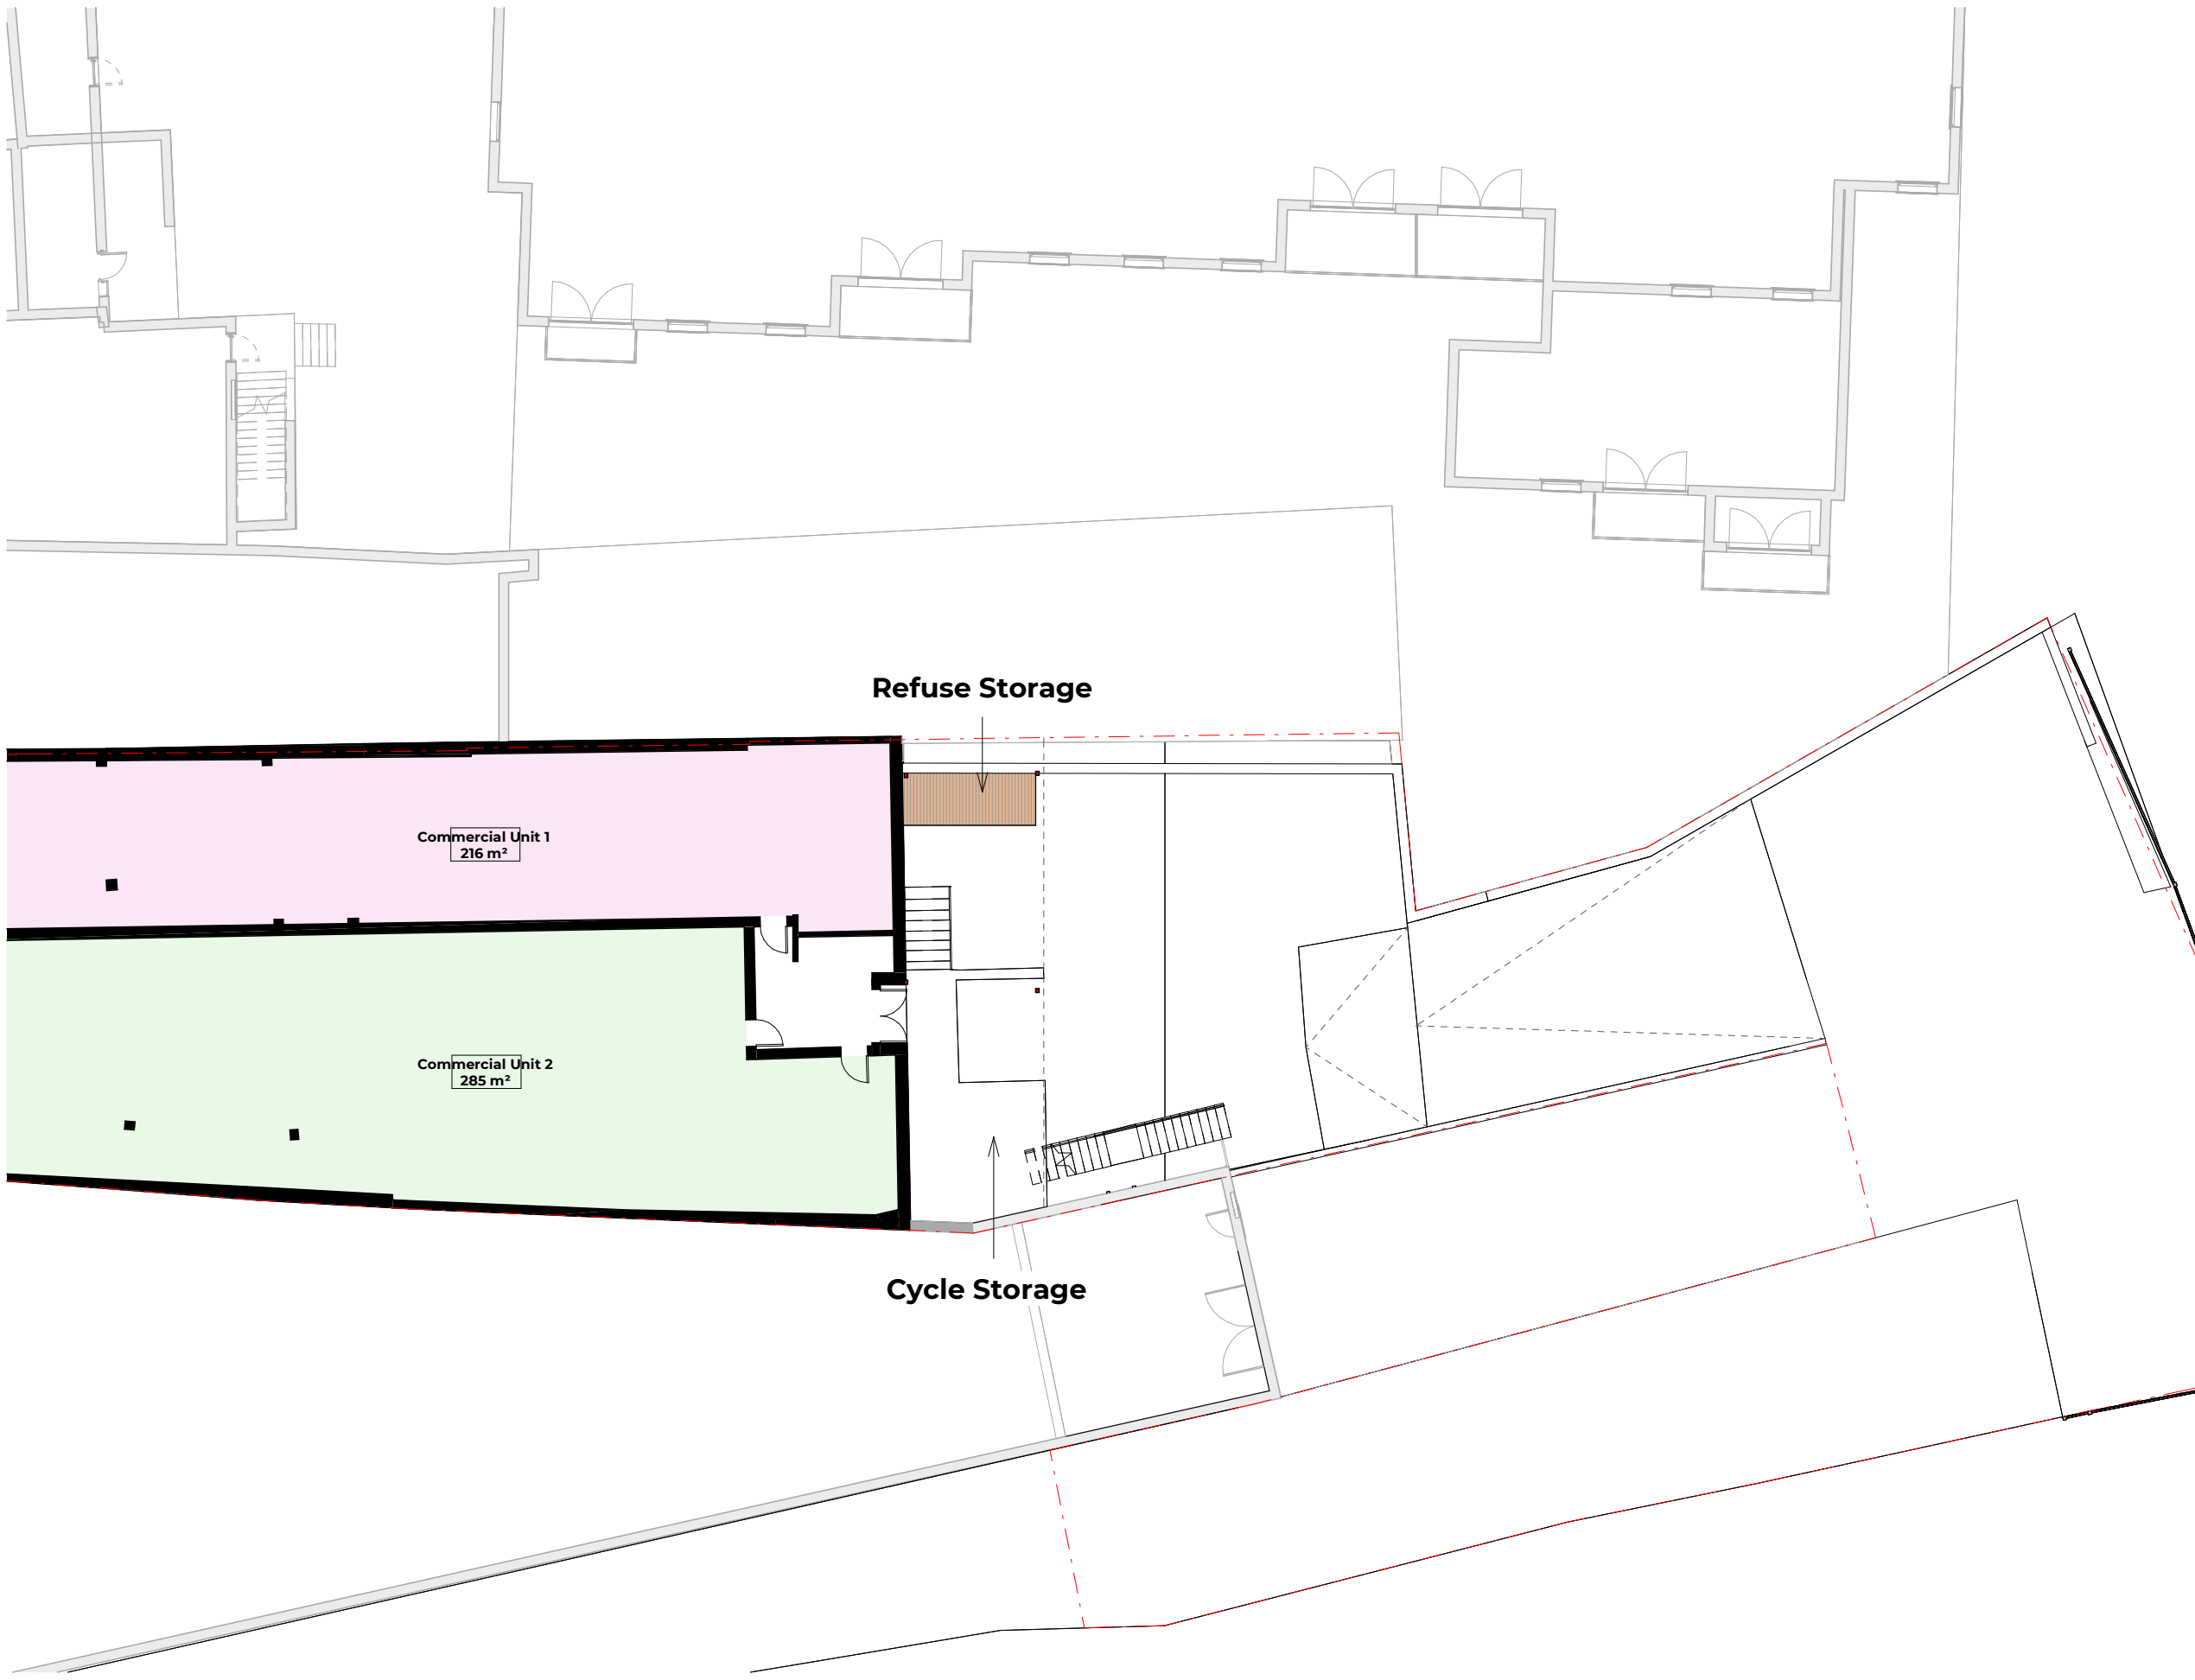 Refuse Storage
Commercial Unit 1
216 m²
Commercial Unit 2
285 m²
Cycle Storage